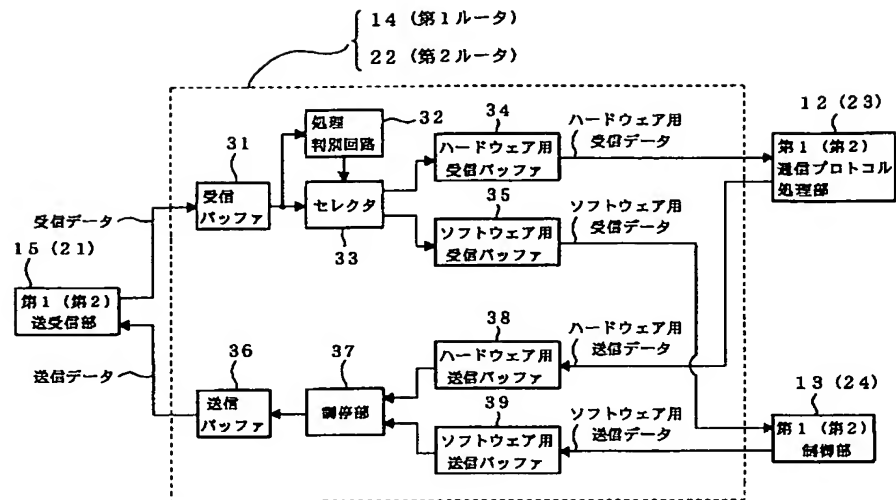 14 (第1ルータ)
22 (第2ルータ)
32
処理
判別回路
34
ハードウェア用
受信バッファ
ハードウェア用
受信データ
12 (23)
第1 (第2)
通信プロトコル
処理部
31
受信
バッファ
受信データ
セレクタ
33
35
ソフトウェア用
受信バッファ
ソフトウェア用
受信データ
15 (21)
第1 (第2)
送受信部
送信データ
36
送信
バッファ
37
制停部
38
ハードウェア用
送信バッファ
ハードウェア用
送信データ
39
ソフトウェア用
送信バッファ
ソフトウェア用
送信データ
13 (24)
第1 (第2)
制御部